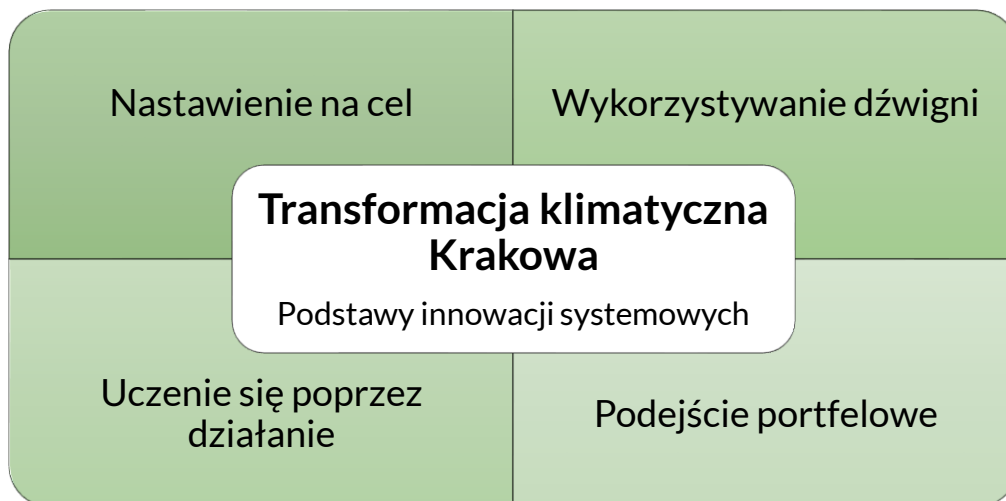 Nastawienie na cel
Wykorzystywanie dźwigni
Transformacja klimatyczna
Krakowa
Podstawy innowacji systemowych
Uczenie się poprzez
działanie
Podejście portfelowe